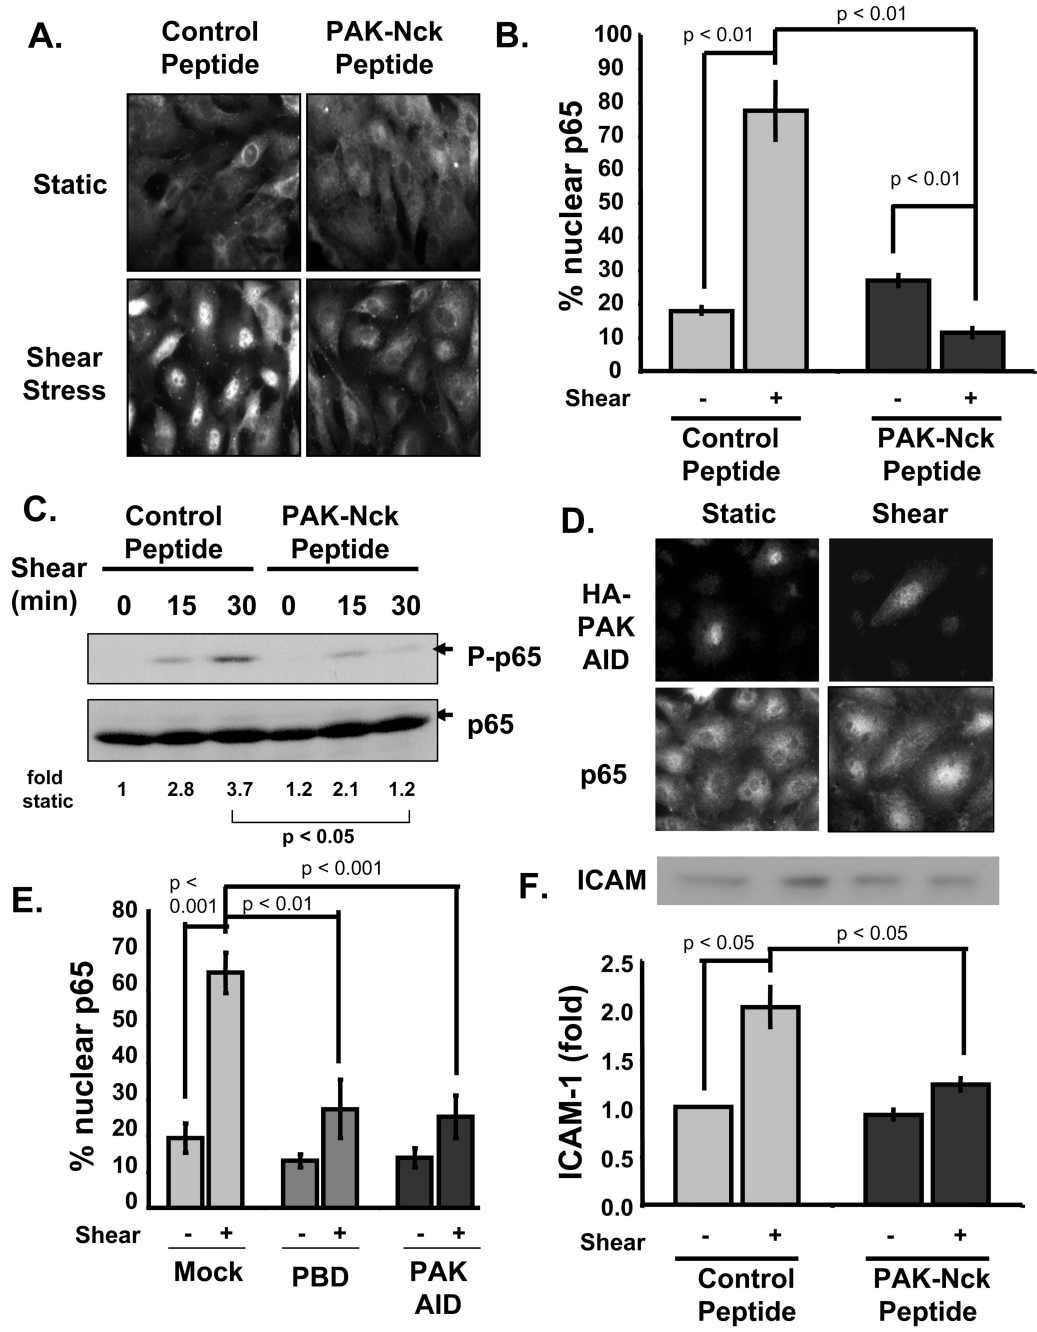 A.
Control
Peptide
PAK-Nck
Peptide
Static
Shear
Stress
B.
p < 0.01
p < 0.01
p < 0.01
% nuclear p65
100
90
80
70
60
50
40
30
20
10
0
Shear
-
+
-
+
Control
Peptide
PAK-Nck
Peptide
C.
Control
Peptide
PAK-Nck
Peptide
Shear
(min)
0 15 30 0 15 30
P-p65
p65
fold
static
1 2.8 3.7 1.2 2.1 1.2
p < 0.05
D.
Static
Shear
HA-
PAK
AID
p65
E.
p <
0.001
p < 0.01
p < 0.001
% nuclear p65
80
70
60
50
40
30
20
10
0
Shear
- + - + - +
Mock
PBD
PAK
AID
F.
ICAM
p < 0.05
p < 0.05
ICAM-1 (fold)
2.5
2.0
1.5
1.0
0.5
0.0
Shear
- + - +
Control
Peptide
PAK-Nck
Peptide